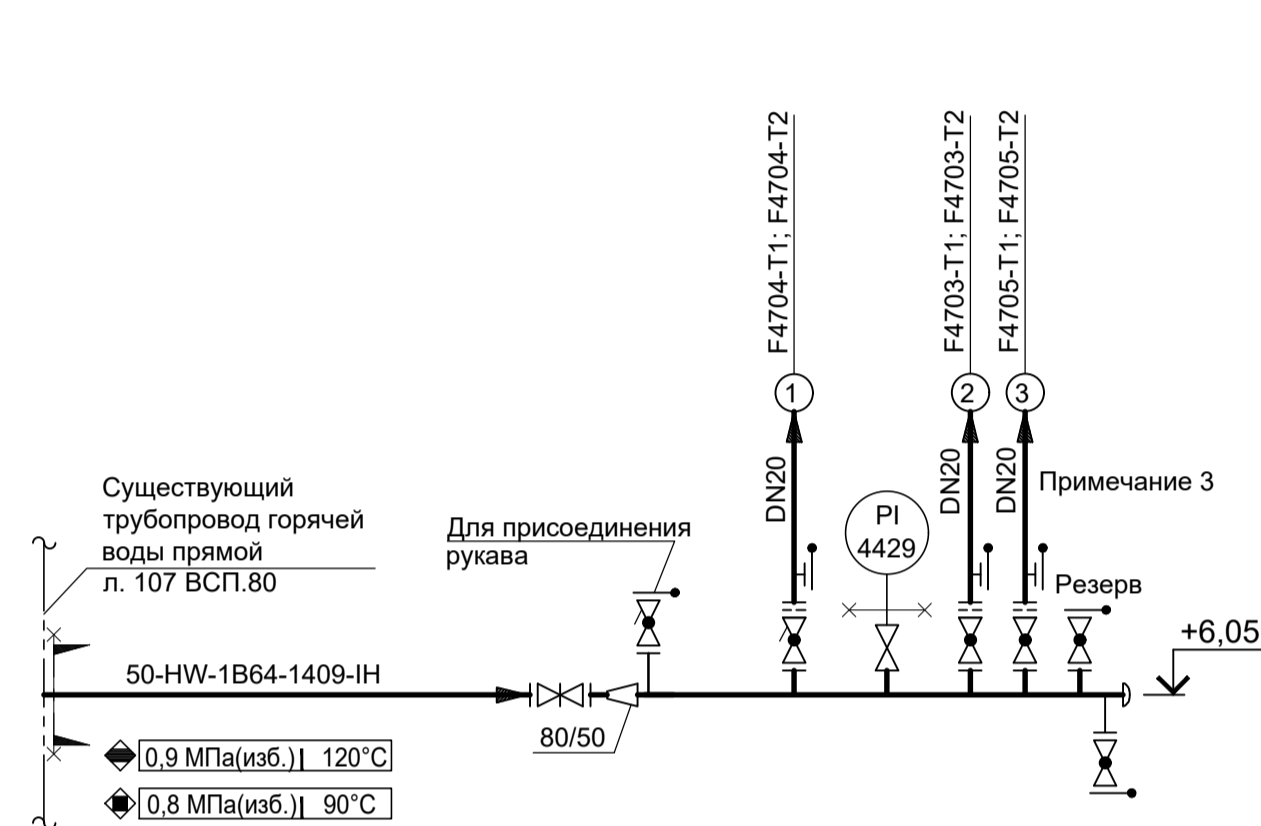 F4704-T1; F4704-T2
F4703-T1; F4703-T2
F4705-T1; F4705-T2
1
2
3
DN20
DN20
DN20
Примечание 3
Существующий
трубопровод горячей
воды прямой
л. 107 ВСП.80
Для присоединения
рукава
PI
4429
Резерв
+6,05
50-HW-1B64-1409-IH
80/50
0,9 МПа(изб.) 120°C
0,8 МПа(изб.) 90°C